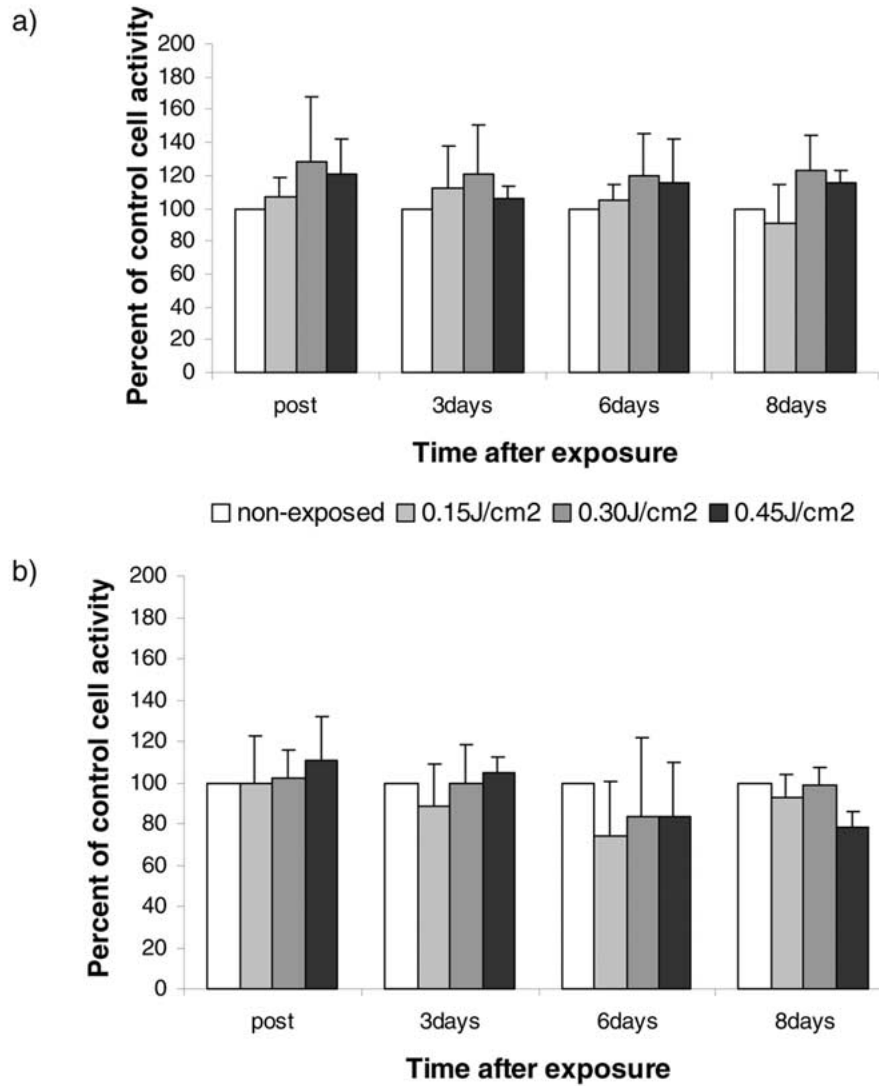 a)
Percent of control cell activity
200
180
160
140
120
100
80
60
40
20
0
post 3days 6days 8days
Time after exposure
non-exposed 0.15J/cm2 0.30J/cm2 0.45J/cm2
b)
Percent of control cell activity
200
180
160
140
120
100
80
60
40
20
0
post 3days 6days 8days
Time after exposure